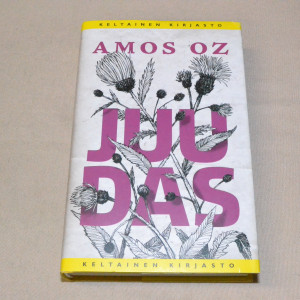 KELTAINEN KIRJASTO
AMOS OZ
JUU
DAS
KELTAINEN KIRJASTO